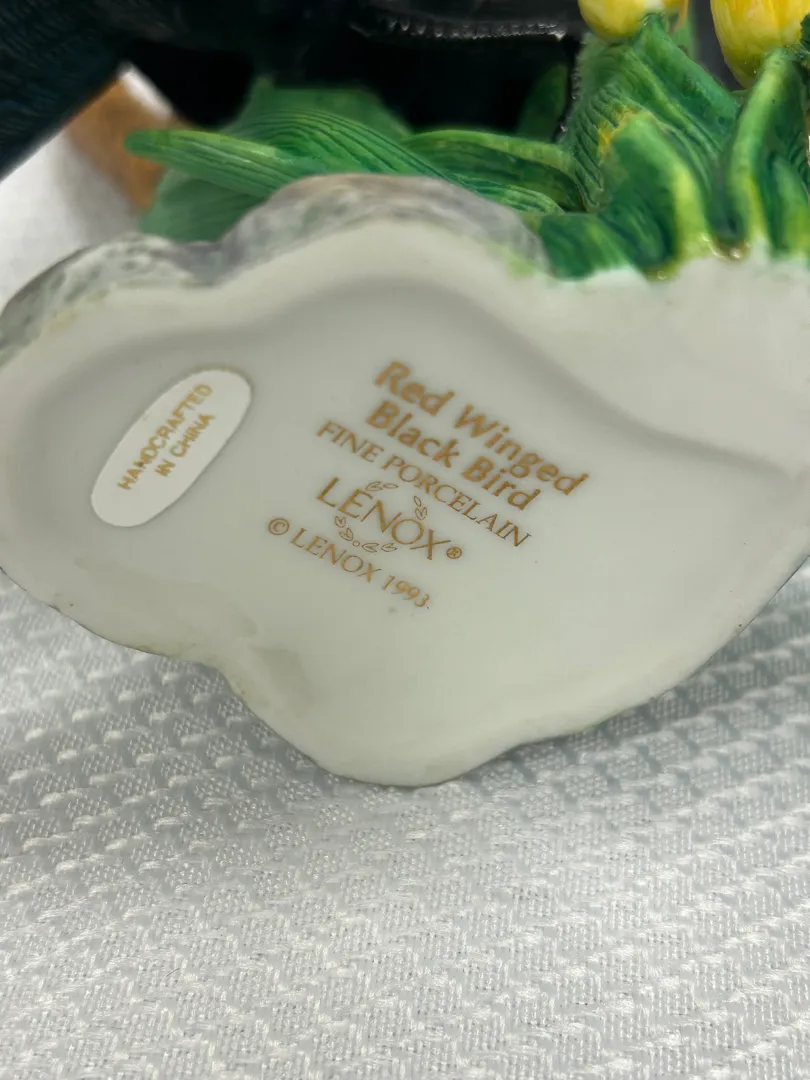 HANDCRAFTED
IN CHINA
Red Winged
Black Bird
FINE PORCELAIN
LENOX®
© LENOX 1993.